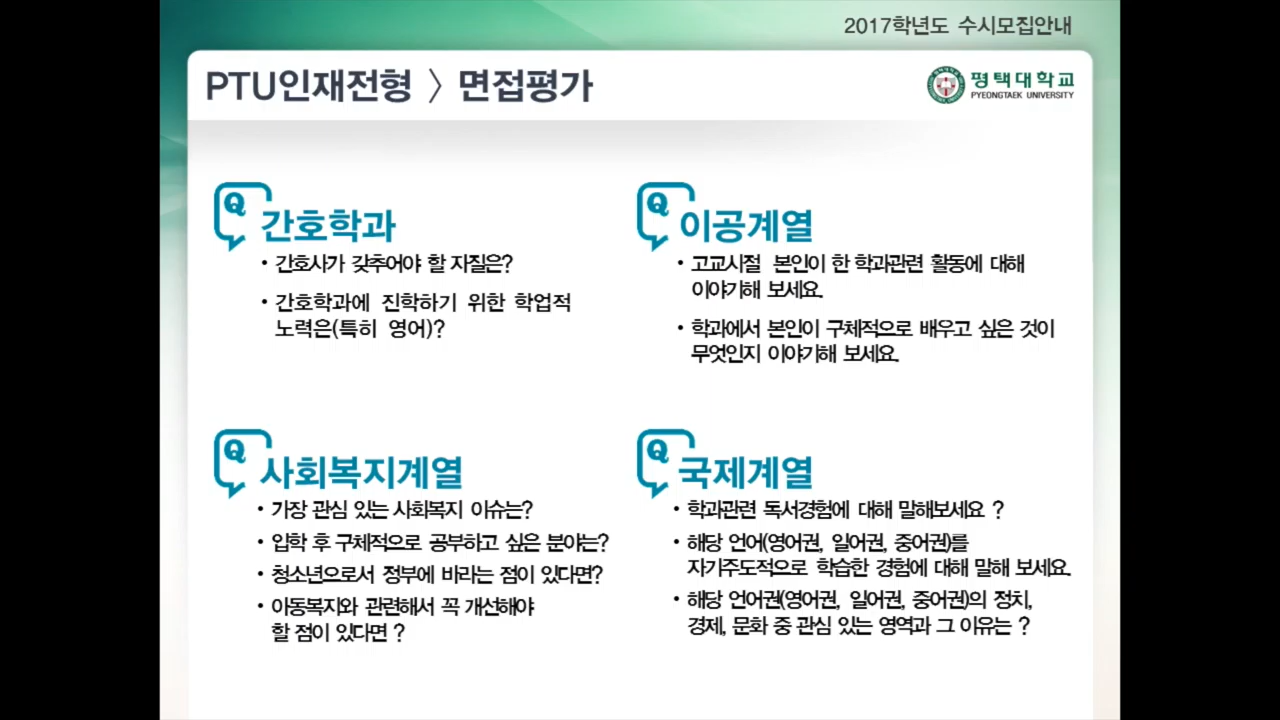 2017학년도 수시모집안내
PTU인재전형 〉 면접평가
평택대학교
PYEONGTAEK UNIVERSITY
Q
간호학과
• 간호사가 갖추어야 할 자질은?
• 간호학과에 진학하기 위한 학업적
노력은(특히 영어)?
Q
이공계열
• 고교시절 본인이 한 학과관련 활동에 대해
이야기해 보세요.
• 학과에서 본인이 구체적으로 배우고 싶은 것이
무엇인지 이야기해 보세요.
Q
사회복지계열
• 가장 관심 있는 사회복지 이슈는?
• 입학 후 구체적으로 공부하고 싶은 분야는?
• 청소년으로서 정부에 바라는 점이 있다면?
• 아동복지와 관련해서 꼭 개선해야
할 점이 있다면 ?
Q
국제계열
• 학과관련 독서경험에 대해 말해보세요 ?
• 해당 언어(영어권, 일어권, 중어권)를
자기주도적으로 학습한 경험에 대해 말해 보세요.
• 해당 언어권(영어권, 일어권, 중어권)의 정치,
경제, 문화 중 관심 있는 영역과 그 이유는 ?